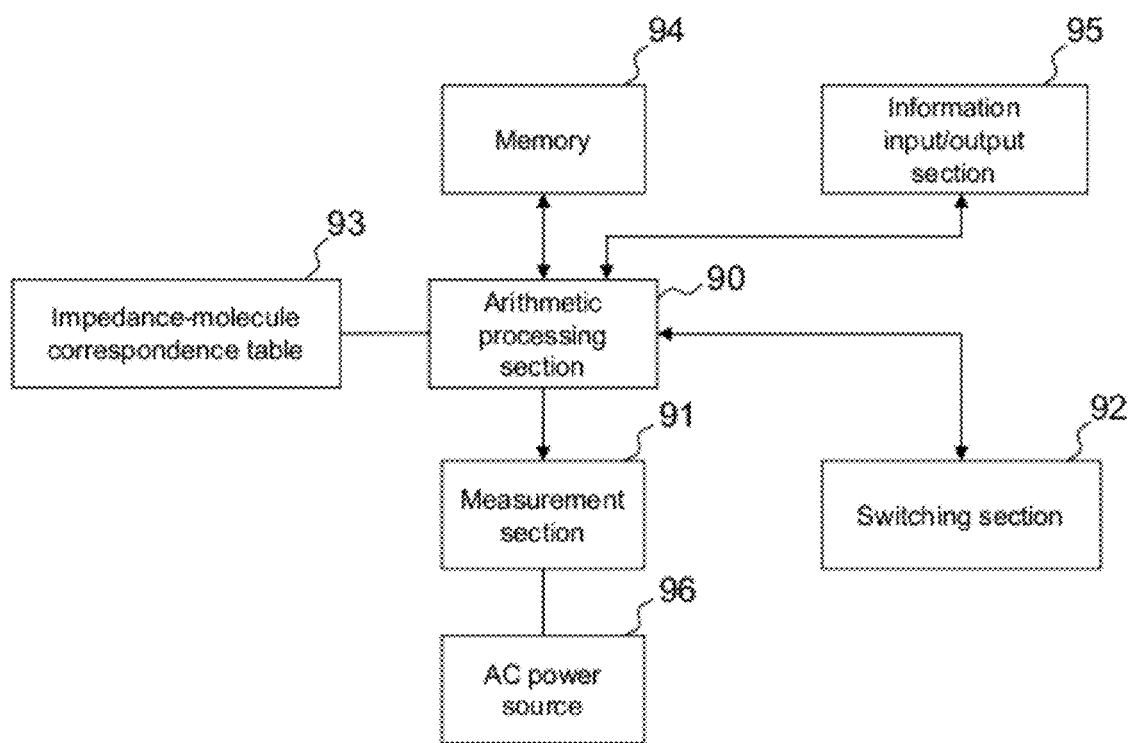 94
Memory
95
Information
input/output
section
93
Impedance-molecule
correspondence table
90
Arithmetic
processing
section
91
Measurement
section
92
Switching section
96
AC power
source